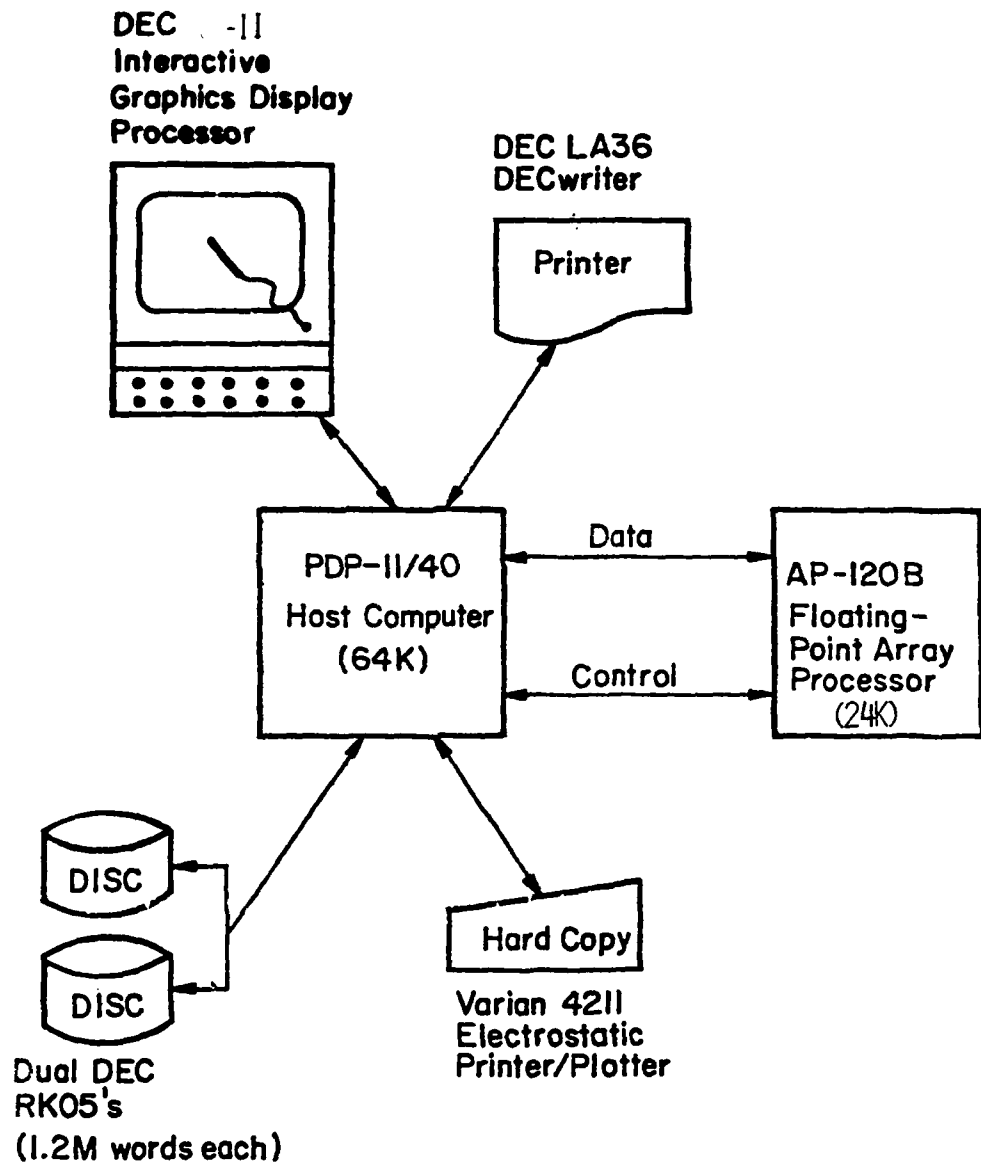 DEC -11
Interactive
Graphics Display
Processor
DEC LA36
DECwriter
Printer
PDP-11/40
Host Computer
(64K)
Data
Control
AP-120B
Floating-
Point Array
Processor
(24K)
DISC
DISC
Dual DEC
RK05's
(1.2M words each)
Hard Copy
Varian 4211
Electrostatic
Printer/Plotter